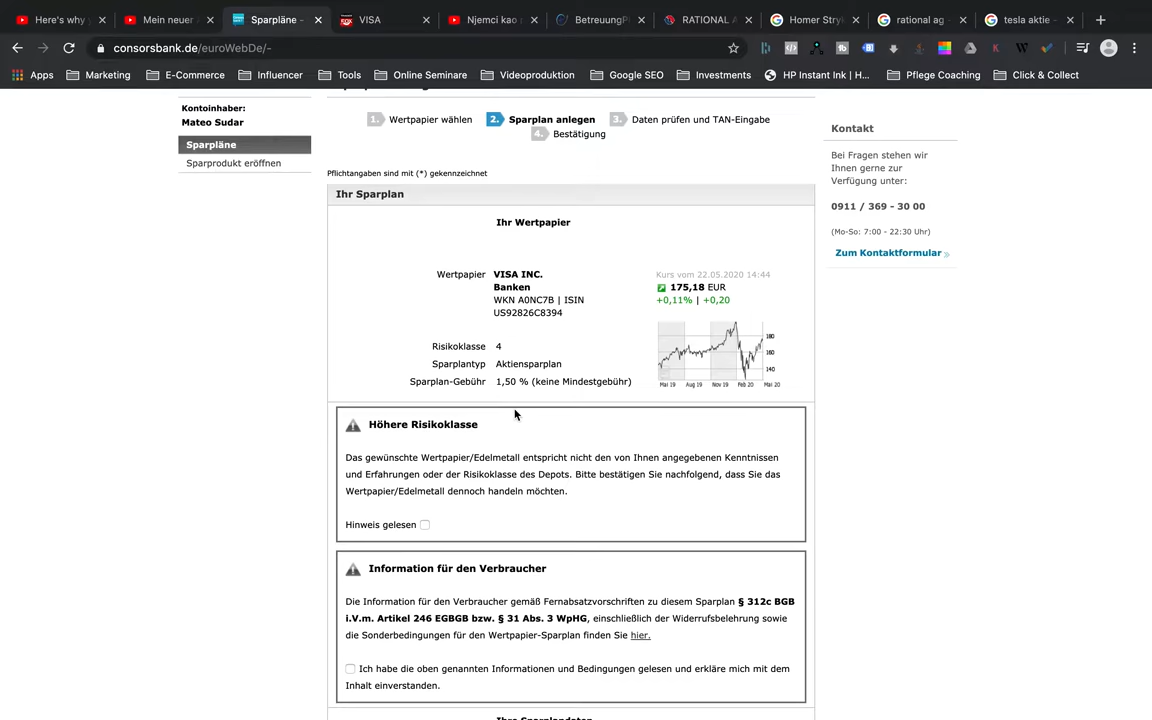 Here's why y
Mein neuer
Sparpläne –
VISA
Njemci kao s
BetreuungPl
RATIONAL A
Homer Stryk
rational ag -
tesla aktie -
consorsbank.de/euroWebDe/-
Apps
Marketing
E-Commerce
Influencer
Tools
Online Seminare
Videoproduktion
Google SEO
Investments
HP Instant Ink | H...
Pflege Coaching
Click & Collect
Kontoinhaber:
Mateo Sudar
Sparpläne
Sparprodukt eröffnen
1. Wertpapier wählen
2. Sparplan anlegen
3. Daten prüfen und TAN-Eingabe
4. Bestätigung
Pflichtangaben sind mit (*) gekennzeichnet
Ihr Sparplan
Ihr Wertpapier
Wertpapier VISA INC.
Banken
WKN A0NC7B | ISIN
US92826C8394
Kurs vom 22.05.2020 14:44
175,18 EUR
+0,11% | +0,20
180
160
140
Mai 19 Aug 19 Nov 19 Feb 20 Mai 20
Risikoklasse 4
Sparplantyp Aktiensparplan
Sparplan-Gebühr 1,50 % (keine Mindestgebühr)
Höhere Risikoklasse
Das gewünschte Wertpapier/Edelmetall entspricht nicht den von Ihnen angegebenen Kenntnissen
und Erfahrungen oder der Risikoklasse des Depots. Bitte bestätigen Sie nachfolgend, dass Sie das
Wertpapier/Edelmetall dennoch handeln möchten.
Hinweis gelesen
Information für den Verbraucher
Die Information für den Verbraucher gemäß Fernabsatzvorschriften zu diesem Sparplan § 312c BGB
i.V.m. Artikel 246 EGBGB bzw. § 31 Abs. 3 WpHG, einschließlich der Widerrufsbelehrung sowie
die Sonderbedingungen für den Wertpapier-Sparplan finden Sie hier.
Ich habe die oben genannten Informationen und Bedingungen gelesen und erkläre mich mit dem
Inhalt einverstanden.
Ihre Sparplandaten
Kontakt
Bei Fragen stehen wir
Ihnen gerne zur
Verfügung unter:
0911 / 369 - 30 00
(Mo-So: 7:00 - 22:30 Uhr)
Zum Kontaktformular »